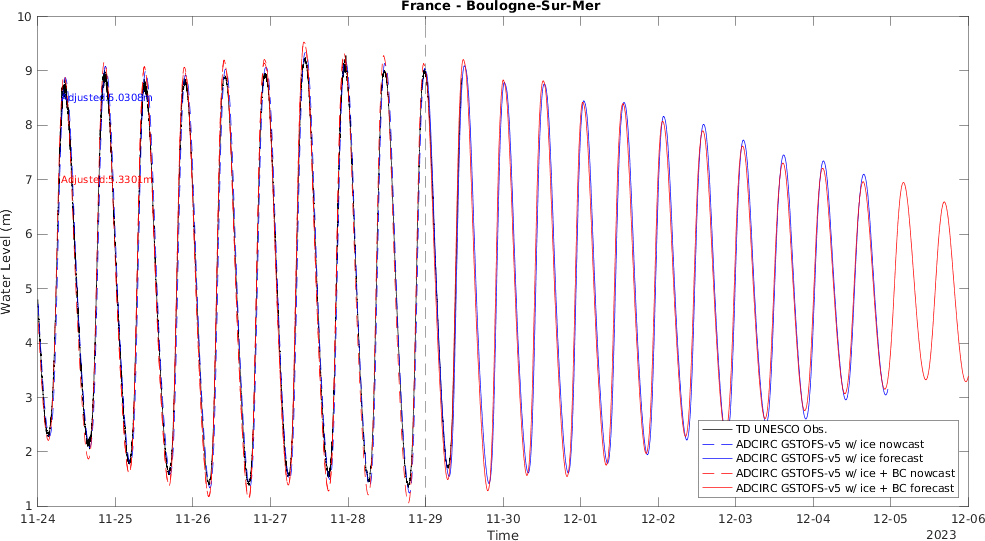 France - Boulogne-Sur-Mer
10
9
8
7
6
5
4
3
2
1
Water Level (m)
Adjusted:5.3301m
TD UNESCO Obs.
ADCIRC GSTOFS-v5 w/ ice nowcast
ADCIRC GSTOFS-v5 w/ ice forecast
ADCIRC GSTOFS-v5 w/ ice + BC nowcast
ADCIRC GSTOFS-v5 w/ ice + BC forecast
11-24 11-25 11-26 11-27 11-28 11-29 11-30 12-01 12-02 12-03 12-04 12-05 12-06
Time
2023